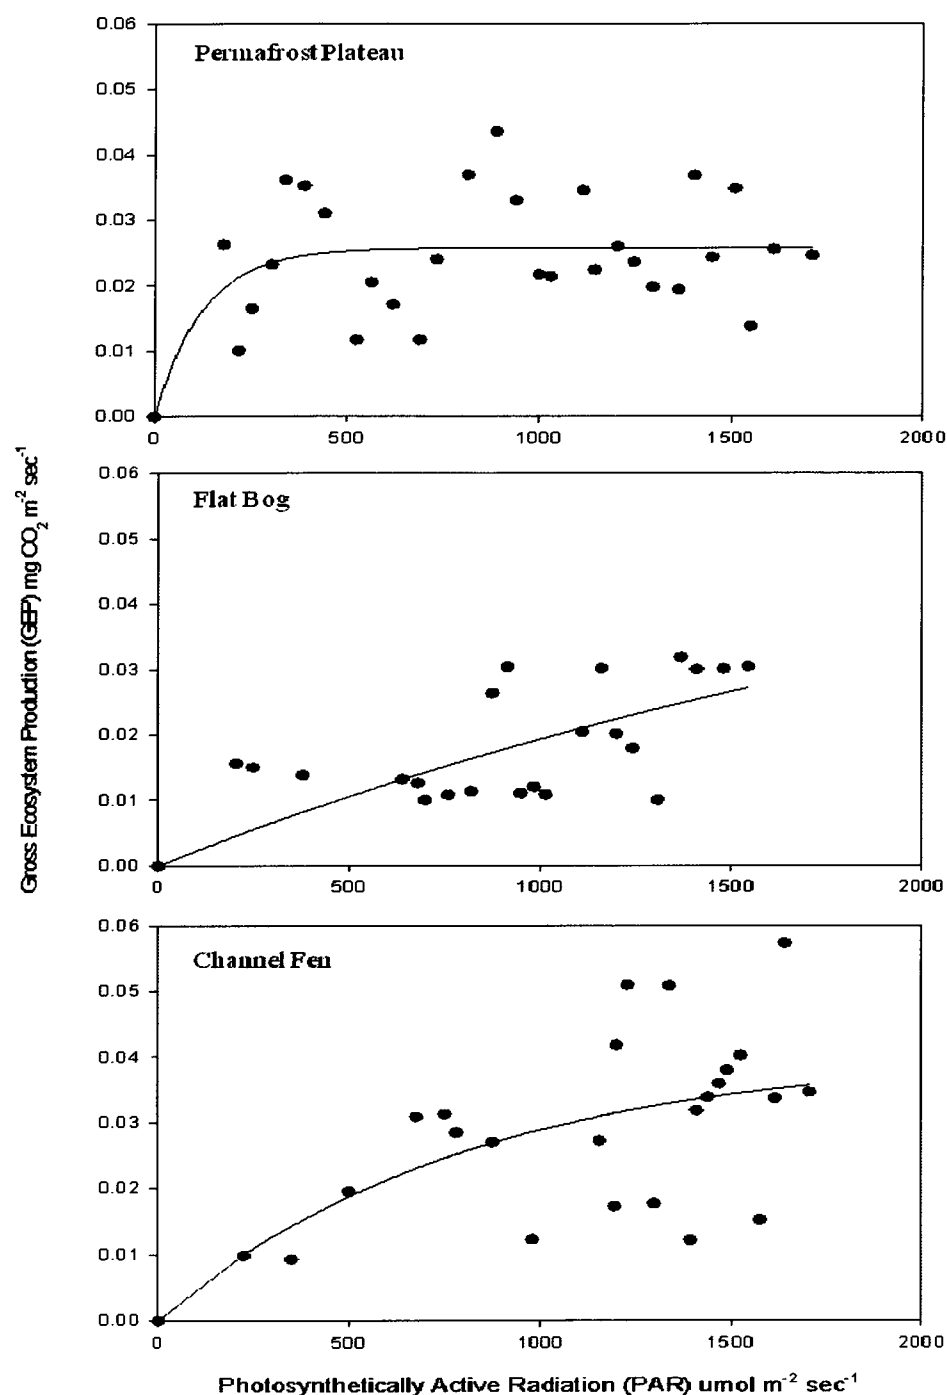 0.06
Permafrost Plateau
0.05
0.04
0.03
0.02
0.01
0.00
0 500 1000 1500 2000
0.06
Flat Bog
0.05
0.04
0.03
0.02
0.01
0.00
0 500 1000 1500 2000
Gross Ecosystem Production (GEP) mg CO₂ m⁻² sec⁻¹
0.06
Channel Fen
0.05
0.04
0.03
0.02
0.01
0.00
0 500 1000 1500 2000
Photosynthetically Active Radiation (PAR) umol m⁻² sec⁻¹